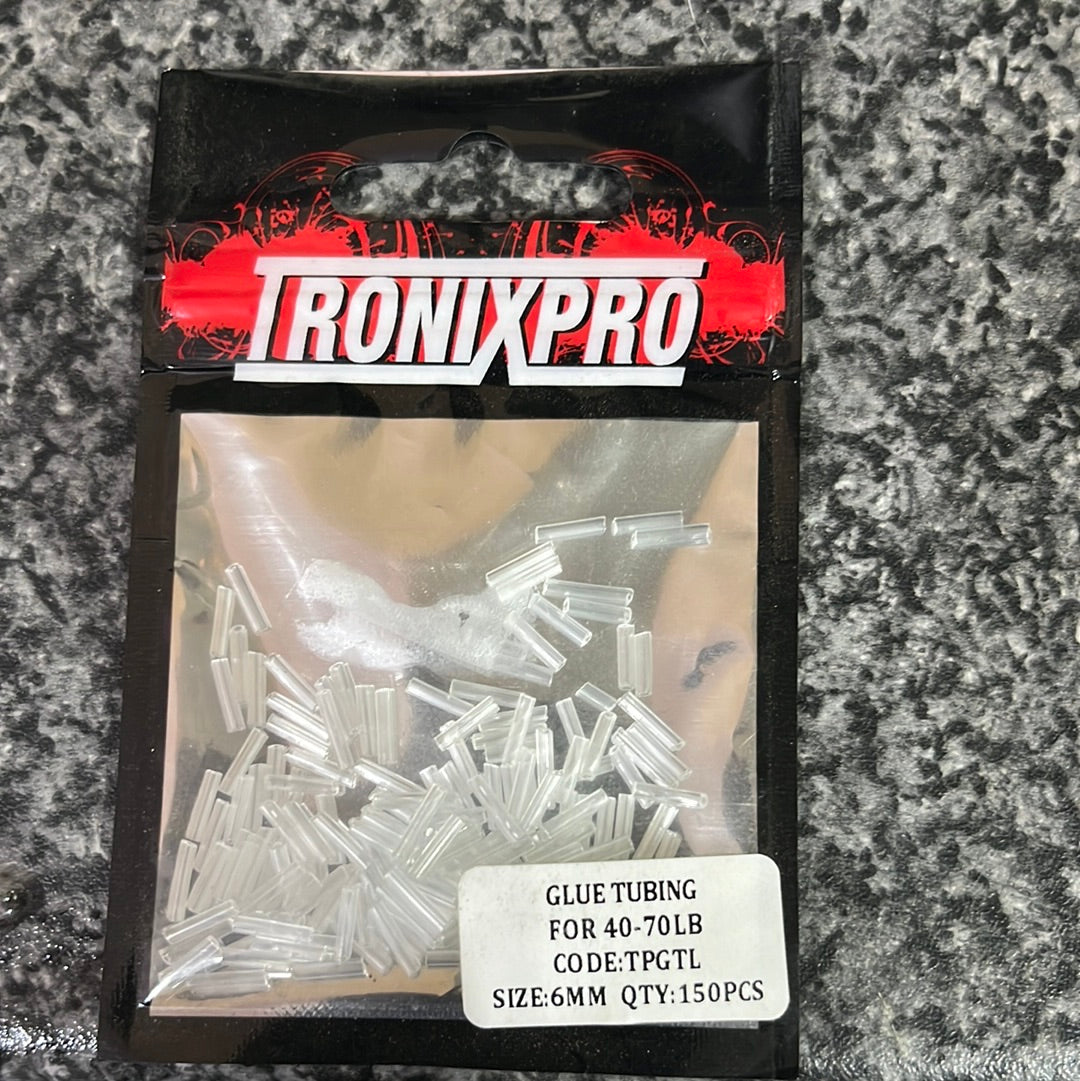 TRONIXPRO
GLUE TUBING
FOR 40-70LB
CODE:TPGTL
SIZE:6MM QTY:150PCS